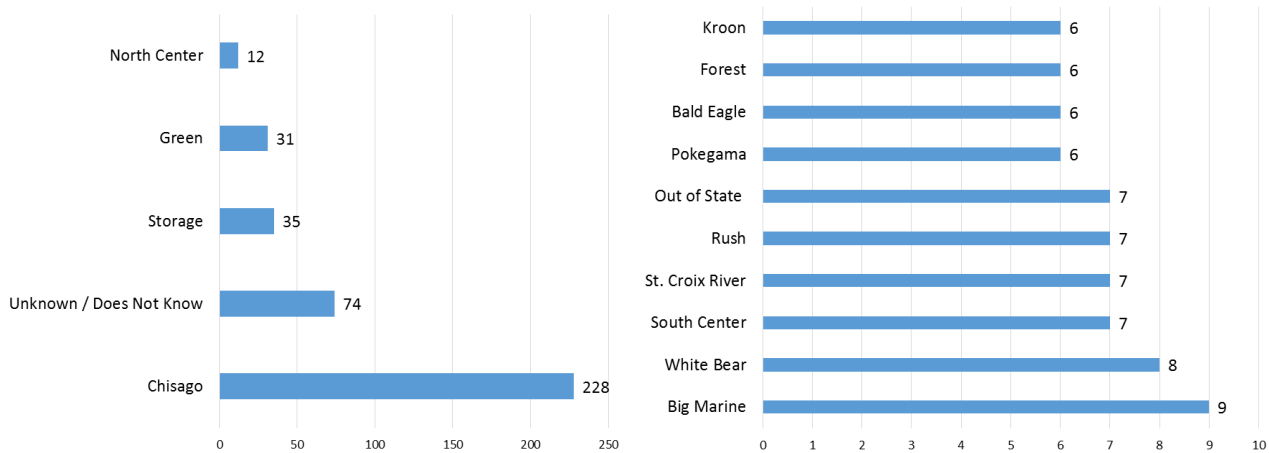 North Center 12
Green 31
Storage 35
Unknown / Does Not Know 74
Chisago 228
0 50 100 150 200 250
Kroon 6
Forest 6
Bald Eagle 6
Pokegama 6
Out of State 7
Rush 7
St. Croix River 7
South Center 7
White Bear 8
Big Marine 9
0 1 2 3 4 5 6 7 8 9 10